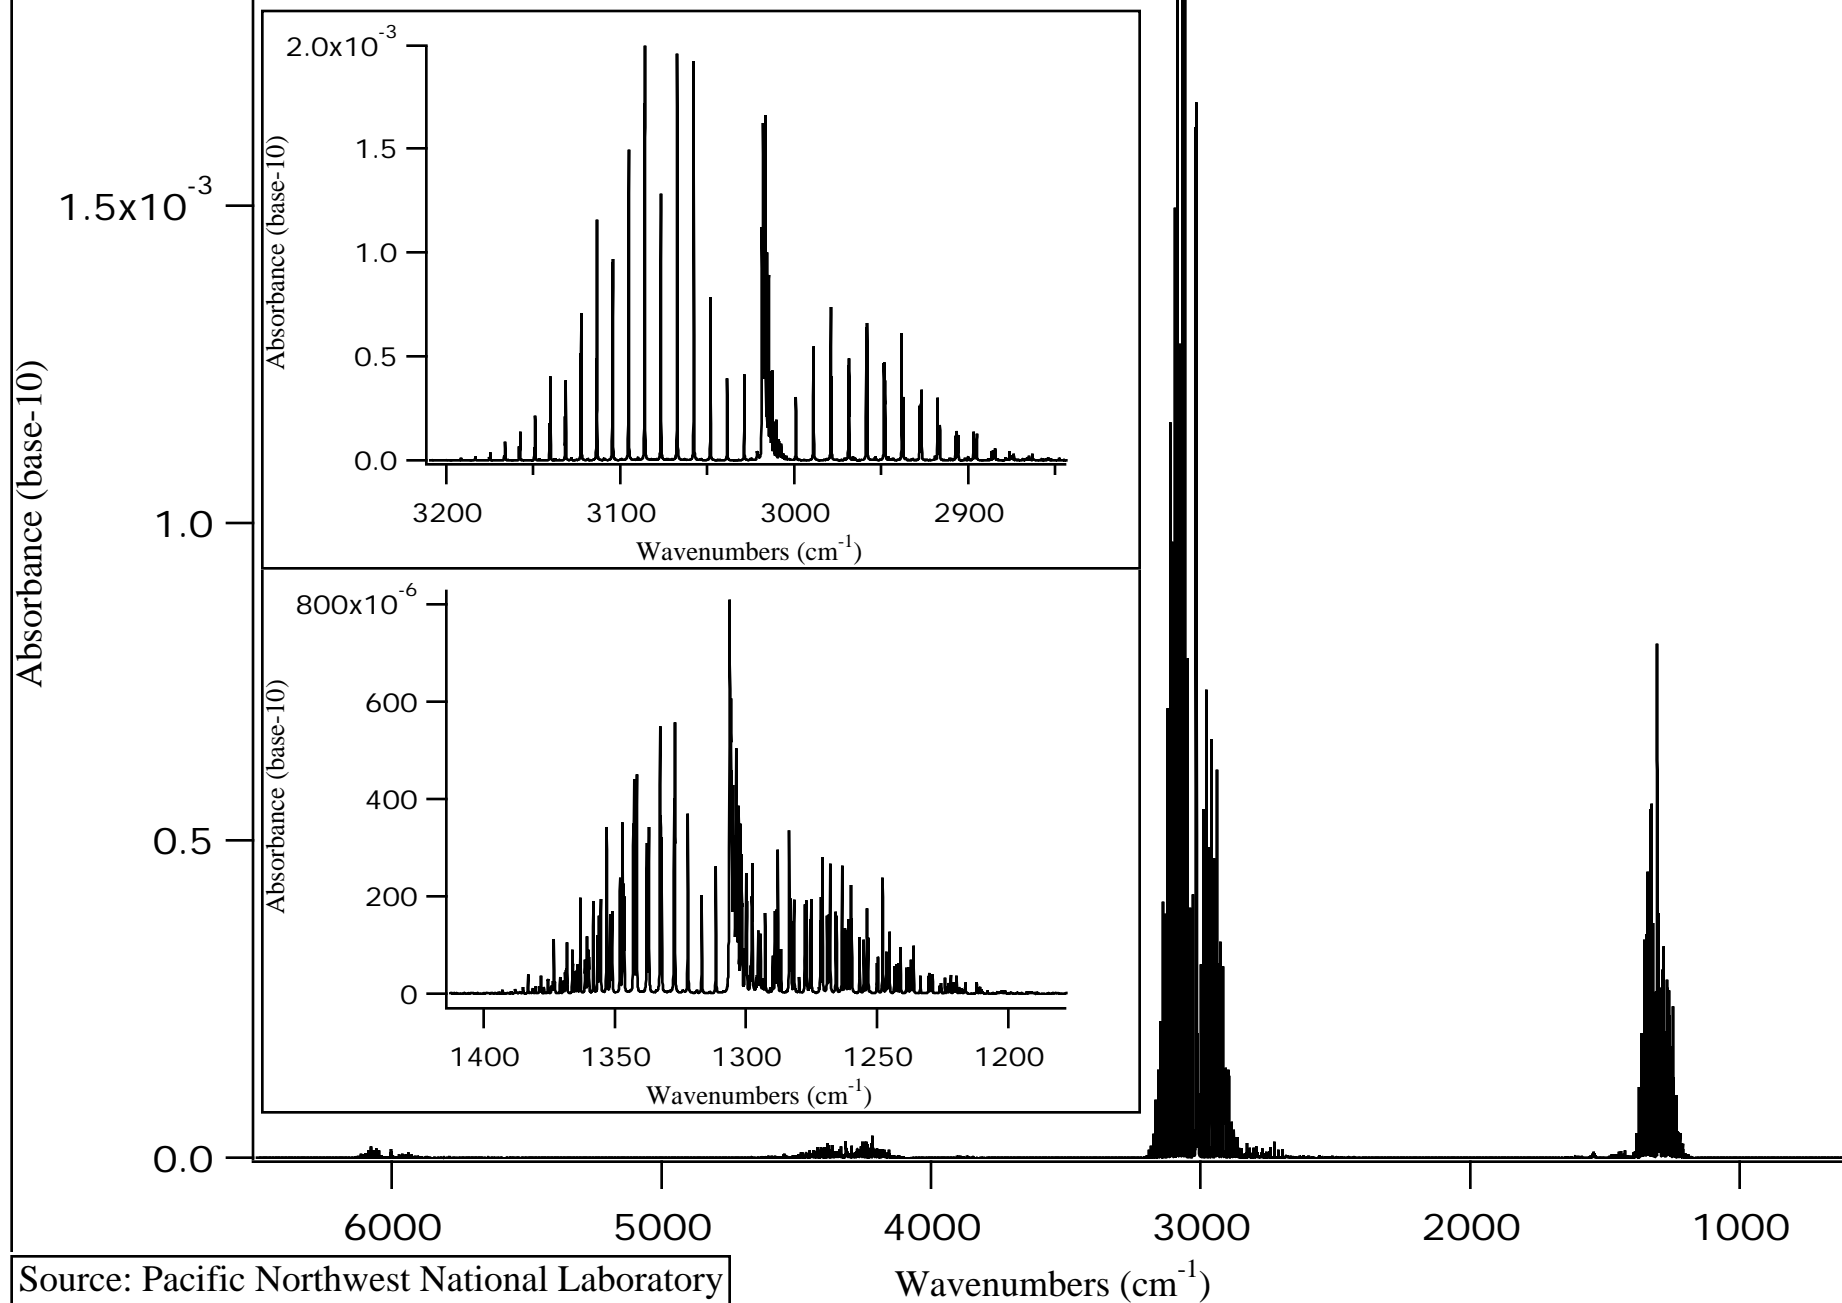 2.0x10-3
1.5
1.0
0.5
0.0
Absorbance (base-10)
3200 3100 3000 2900
Wavenumbers (cm-1)
800x10-6
600
400
200
0
Absorbance (base-10)
1400 1350 1300 1250 1200
Wavenumbers (cm-1)
1.5x10-3
1.0
0.5
0.0
Absorbance (base-10)
6000 5000 4000 3000 2000 1000
Wavenumbers (cm-1)
Source: Pacific Northwest National Laboratory